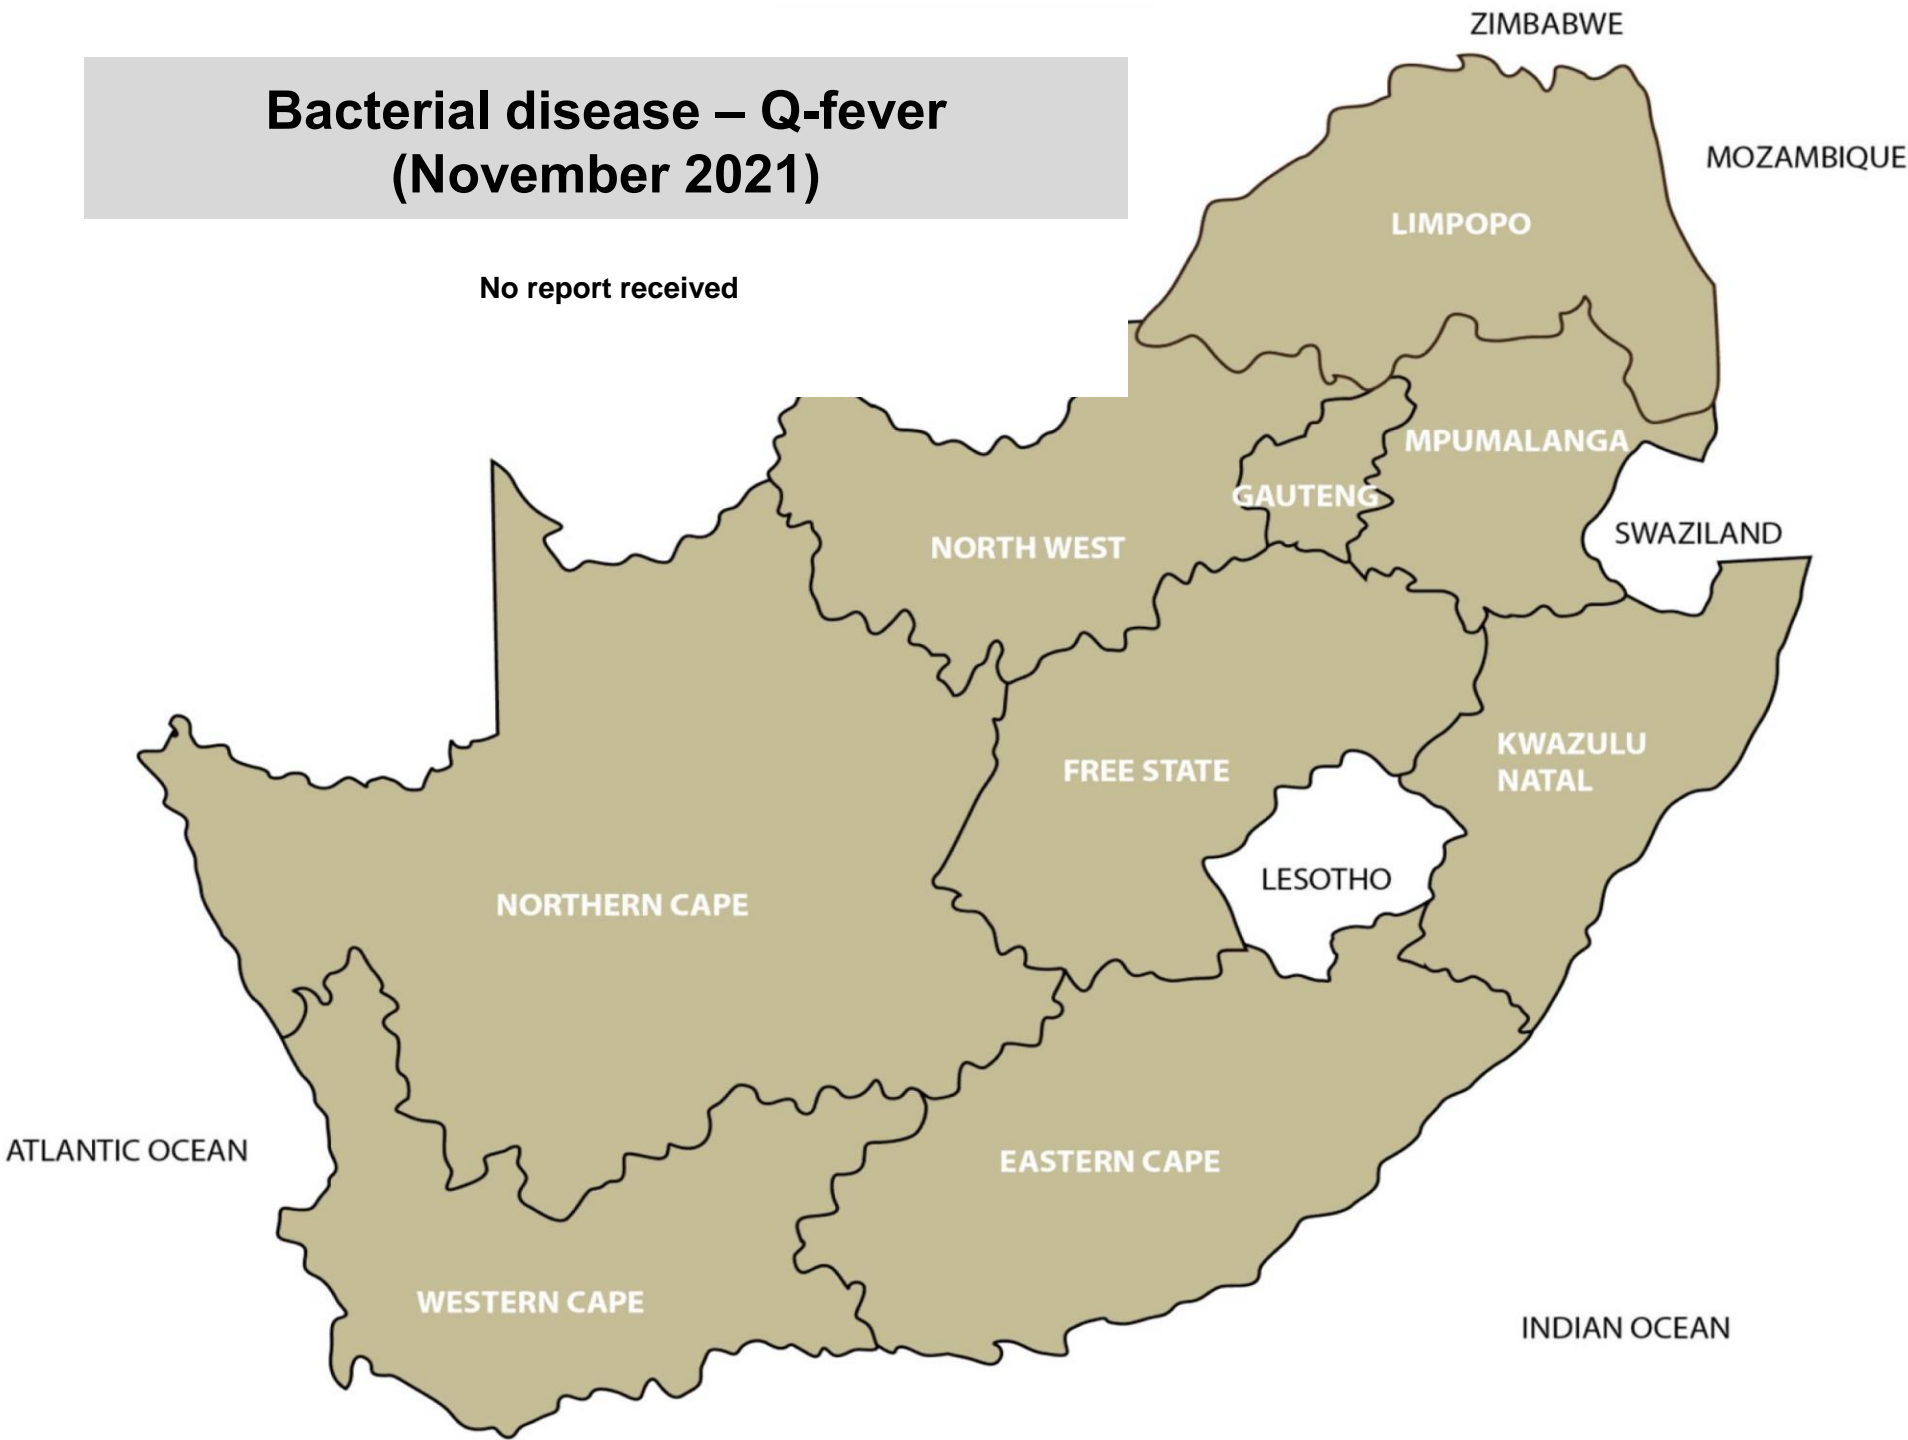 ZIMBABWE
Bacterial disease – Q-fever
(November 2021)
MOZAMBIQUE
LIMPOPO
No report received
MPUMALANGA
GAUTENG
SWAZILAND
NORTH WEST
KWAZULU
NATAL
FREE STATE
LESOTHO
NORTHERN CAPE
ATLANTIC OCEAN
EASTERN CAPE
WESTERN CAPE
INDIAN OCEAN